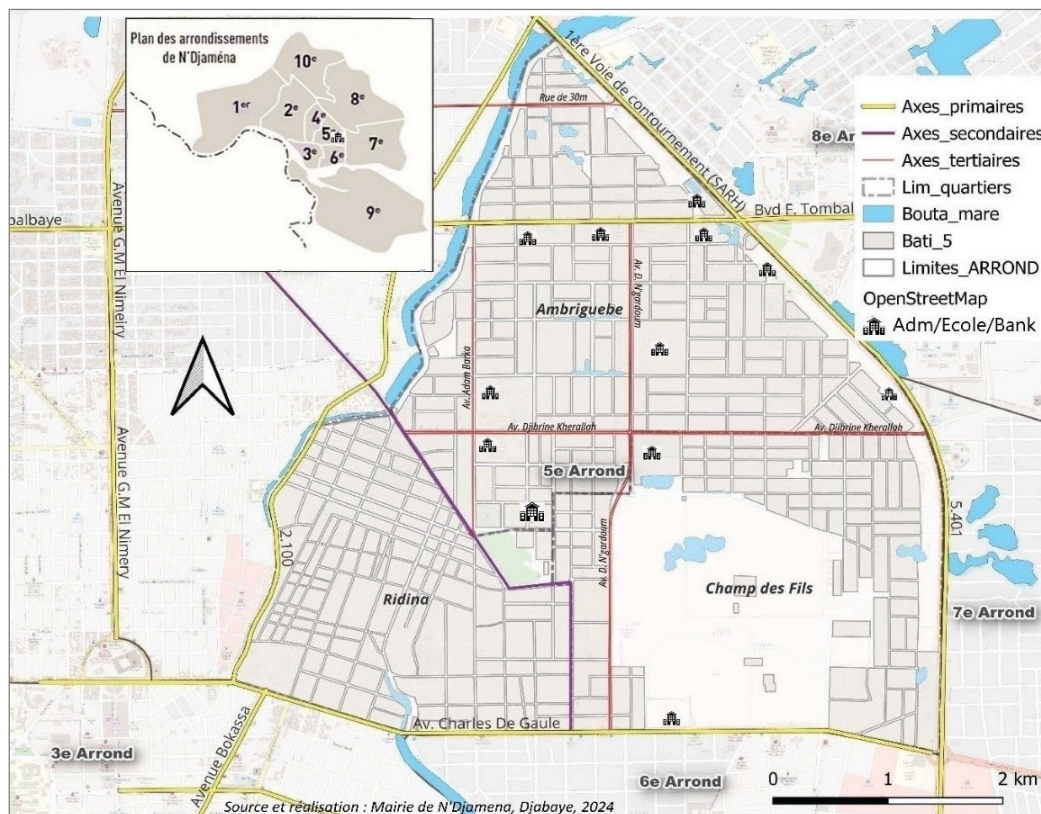 Plan des arrondissements
de N'Djaména
10e
1er
2e
4e
8e
5e
7e
3e
6e
9e
1ère Voie de contournement (SARH)
Rue de 30m
8e Ar
Axes_primaires
Axes_secondaires
Axes_tertiaires
Lim_quartiers
Bouta_mare
Bati_5
Limites_ARROND
OpenStreetMap
Adm/Ecole/Bank
palbaye
Bvd F. Tombal
Avenue G.M El Nimeiry
Avenue G.M El Nimery
Av. D. N'gardoum
Ambriguebe
Av. Adam Barka
Av. Djibrine Kherallah
Av. Djibrine Kherallah
5e Arrond
2.100
5.401
Av. D. N'gardoum
Ridina
Champ des Fils
7e Arrond
Av. Charles De Gaule
3e Arrond
Avenue Bokassa
6e Arrond
0 1 2 km
Source et réalisation : Mairie de N'Djamena, Djabaye, 2024